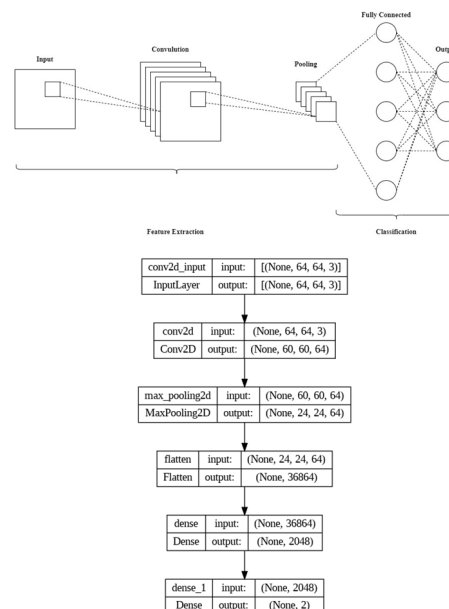 Fully Connected
Input
Convulution
Pooling
Feature Extraction
Classification
conv2d_input input: [(None, 64, 64, 3)]
InputLayer output: [(None, 64, 64, 3)]
conv2d input: (None, 64, 64, 3)
Conv2D output: (None, 60, 60, 64)
max_pooling2d input: (None, 60, 60, 64)
MaxPooling2D output: (None, 24, 24, 64)
flatten input: (None, 24, 24, 64)
Flatten output: (None, 36864)
dense input: (None, 36864)
Dense output: (None, 2048)
dense_1 input: (None, 2048)
Dense output: (None, 2)